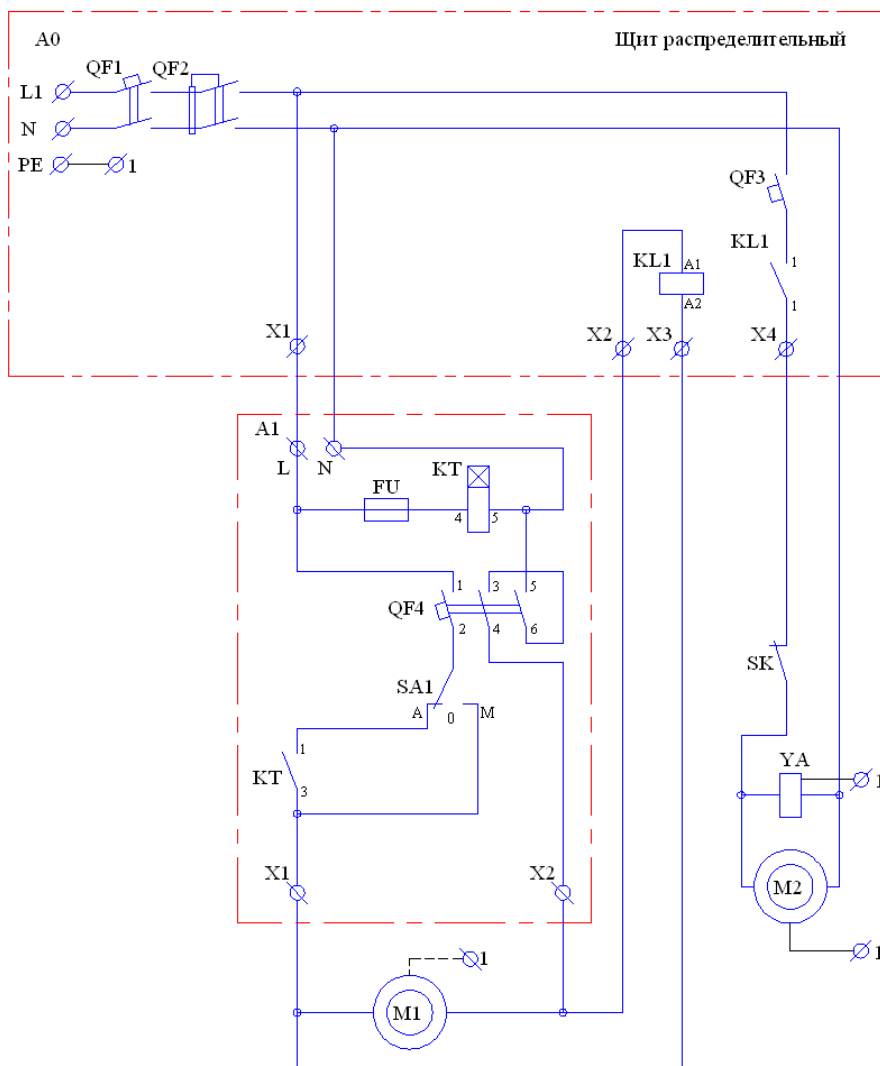 A0 Щит распределительный
QF1 QF2
L1
N
PE 1
QF3
KL1 A1 KL1 1
A2 1
X1 X2 X3 X4
A1
L N KT
FU
4 5
1 3 5
QF4
2 4 6
SK
SA1
A 0 M
1
KT
3
YA 1
X1 X2
M2
1
1
M1